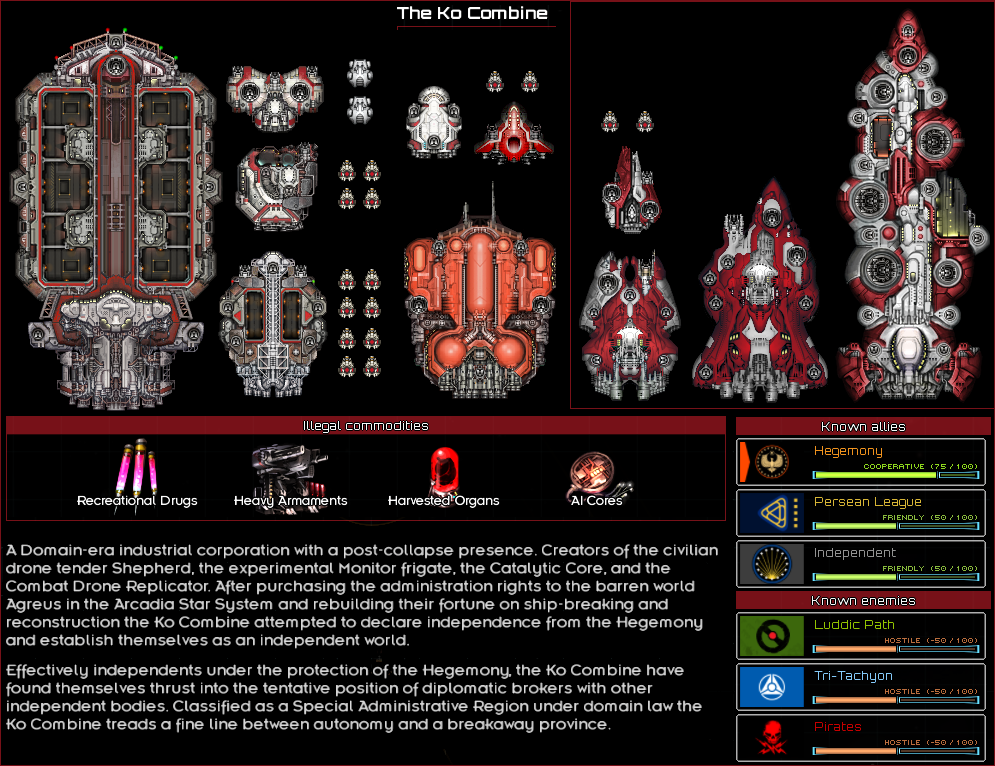 The Ko Combine
Illegal commodities
Recreational Drugs
Heavy Armaments
Harvested Organs
AI Cores
A Domain-era industrial corporation with a post-collapse presence. Creators of the civilian
drone tender Shepherd, the experimental Monitor frigate, the Catalytic Core, and the
Combat Drone Replicator. After purchasing the administration rights to the barren world
Agreus in the Arcadia Star System and rebuilding their fortune on ship-breaking and
reconstruction the Ko Combine attempted to declare independence from the Hegemony
and establish themselves as an independent world.
Effectively independents under the protection of the Hegemony, the Ko Combine have
found themselves thrust into the tentative position of diplomatic brokers with other
independent bodies. Classified as a Special Administrative Region under domain law the
Ko Combine treads a fine line between autonomy and a breakaway province.
Known allies
Hegemony
COOPERATIVE (75 / 100)
Persean League
FRIENDLY (50 / 100)
Independent
FRIENDLY (50 / 100)
Known enemies
Luddic Path
HOSTILE (-50 / 100)
Tri-Tachyon
HOSTILE (-50 / 100)
Pirates
HOSTILE (-50 / 100)